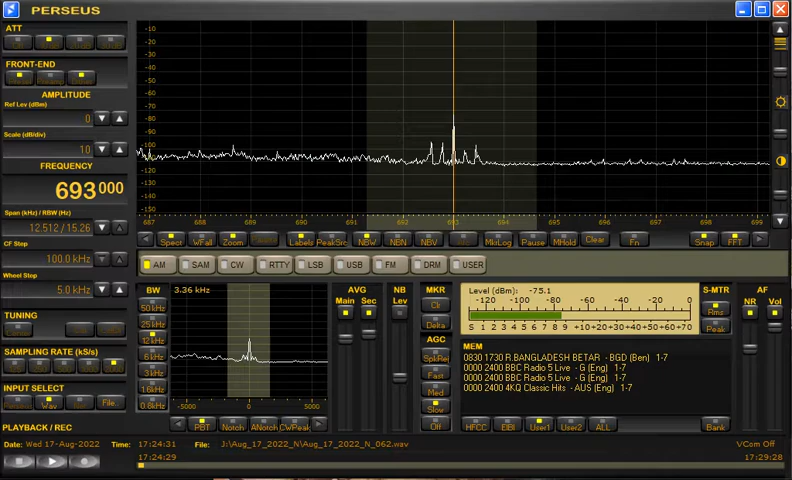 PERSEUS
ATT
FRONT-END
AMPLITUDE
Ref Lev (dBm)
0
Scale (dB/div)
10
FREQUENCY
693000
Span (kHz) / RBW (Hz)
12.512 / 15.26
CF Step
100.0 kHz
Wheel Step
5.0 kHz
TUNING
Center
SAMPLING RATE (kS/s)
INPUT SELECT
Perseus Wav File..
PLAYBACK / REC
-10
-20
-30
-40
-50
-60
-70
-80
-90
-100
-110
-120
-130
-140
-150
687 688 689 690 691 692 693 694 695 696 697 698 699
Spect WFall Zoom Labels PeakSrc NBW NBN NBV MkrLog Pause MHold Clear Fn Snap FFT
AM SAM CW RTTY LSB USB FM DRM USER
BW
50kHz
25kHz
12kHz
6kHz
3kHz
1.6kHz
0.8kHz
3.36 kHz
-5000 0 5000
PBT Notch ANotch CWPeak
AVG
Main Sec
NB
Lev
MKR
Clr
Delta
AGC
SpkRej
Fast
Med
Slow
Off
Level (dBm): -75.1
-120 -100 -80 -60 -40 -20 0
S 1 2 3 4 5 6 7 8 9 +10 +20 +30 +40 +50 +60 +70
S-MTR
Rms
Peak
AF
NR Vol
MEM
0830 1730 R.BANGLADESH BETAR - BGD (Ben) 1-7
0000 2400 BBC Radio 5 Live - G (Eng) 1-7
0000 2400 BBC Radio 5 Live - G (Eng) 1-7
0000 2400 4KQ Classic Hits - AUS (Eng) 1-7
HFCC EIBI User1 User2 ALL Bank
Date: Wed 17-Aug-2022 Time: 17:24:31 File: J:\Aug_17_2022_N\Aug_17_2022_N_062.wav VCom Off
17:24:29 17:29:28